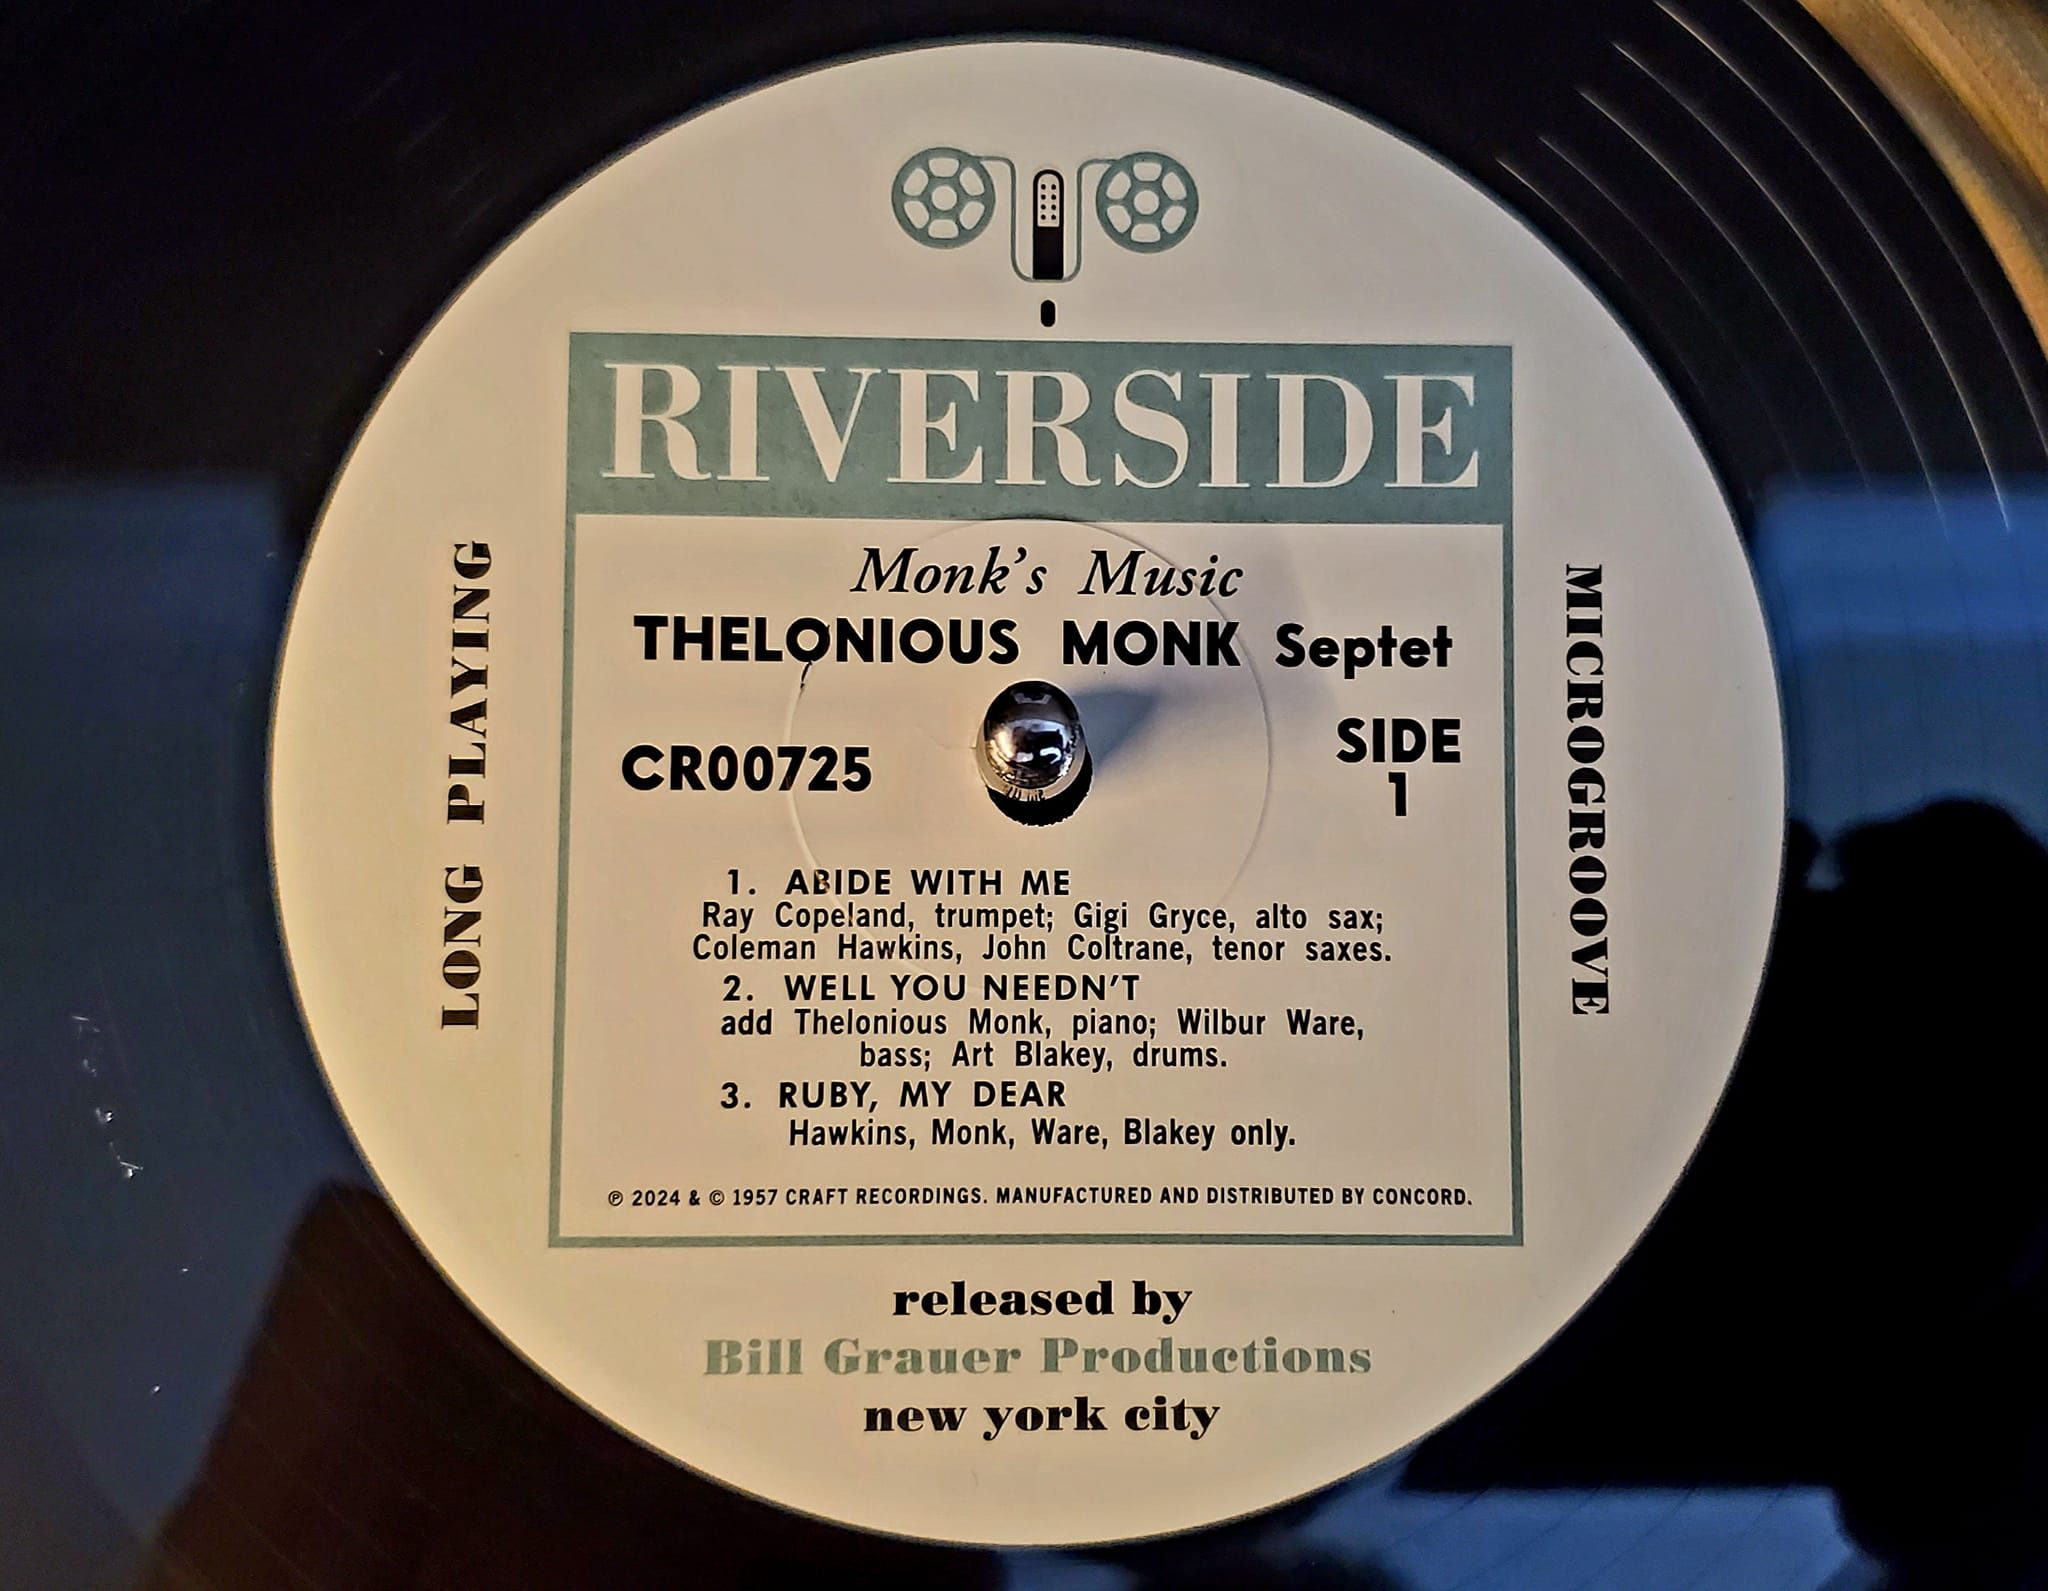 RIVERSIDE
Monk's Music
THELONIOUS MONK Septet
CR00725
SIDE
1
LONG PLAYING
MICROGROOVE
1. ABIDE WITH ME
Ray Copeland, trumpet; Gigi Gryce, alto sax;
Coleman Hawkins, John Coltrane, tenor saxes.
2. WELL YOU NEEDN'T
add Thelonious Monk, piano; Wilbur Ware,
bass; Art Blakey, drums.
3. RUBY, MY DEAR
Hawkins, Monk, Ware, Blakey only.
℗ 2024 & © 1957 CRAFT RECORDINGS. MANUFACTURED AND DISTRIBUTED BY CONCORD.
released by
Bill Grauer Productions
new york city